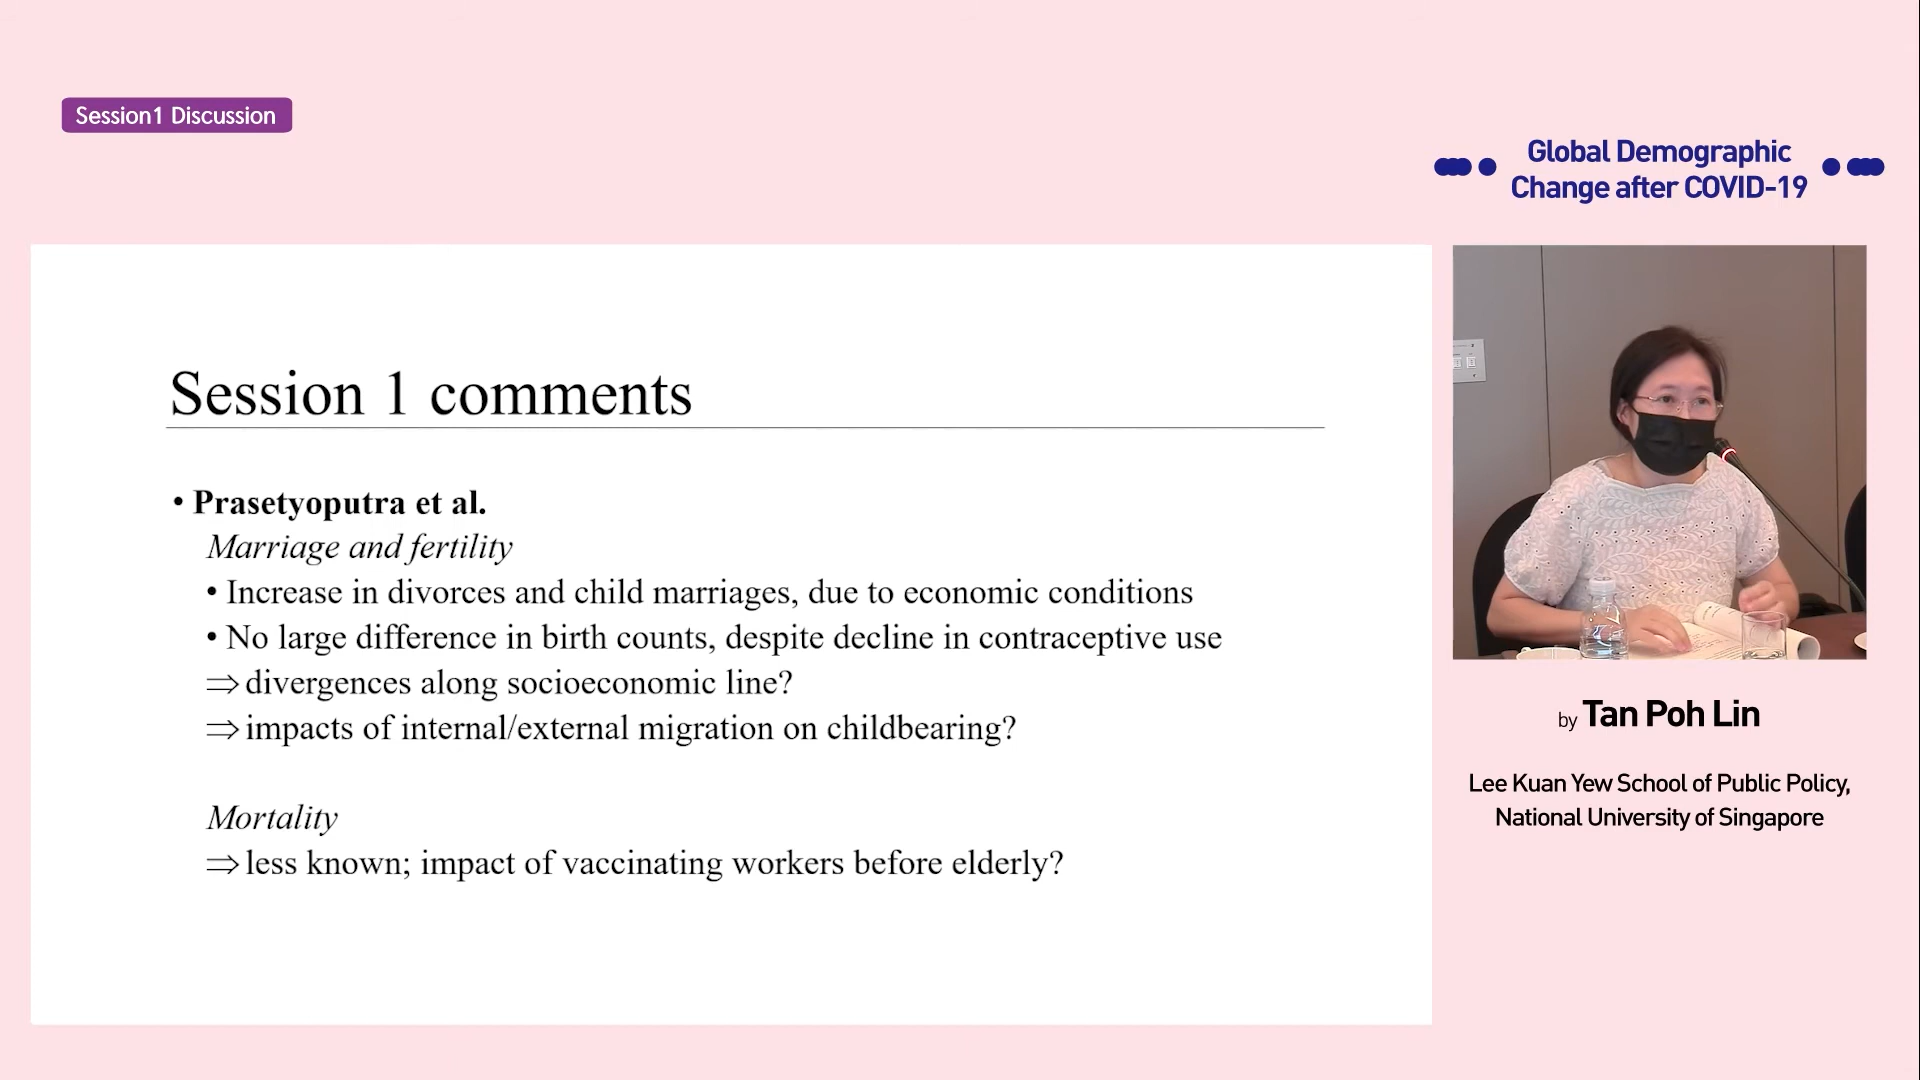 Session1 Discussion
Global Demographic
Change after COVID-19
Session 1 comments
• Prasetyoputra et al.
Marriage and fertility
• Increase in divorces and child marriages, due to economic conditions
• No large difference in birth counts, despite decline in contraceptive use
⇒ divergences along socioeconomic line?
⇒ impacts of internal/external migration on childbearing?
Mortality
⇒ less known; impact of vaccinating workers before elderly?
by Tan Poh Lin
Lee Kuan Yew School of Public Policy,
National University of Singapore